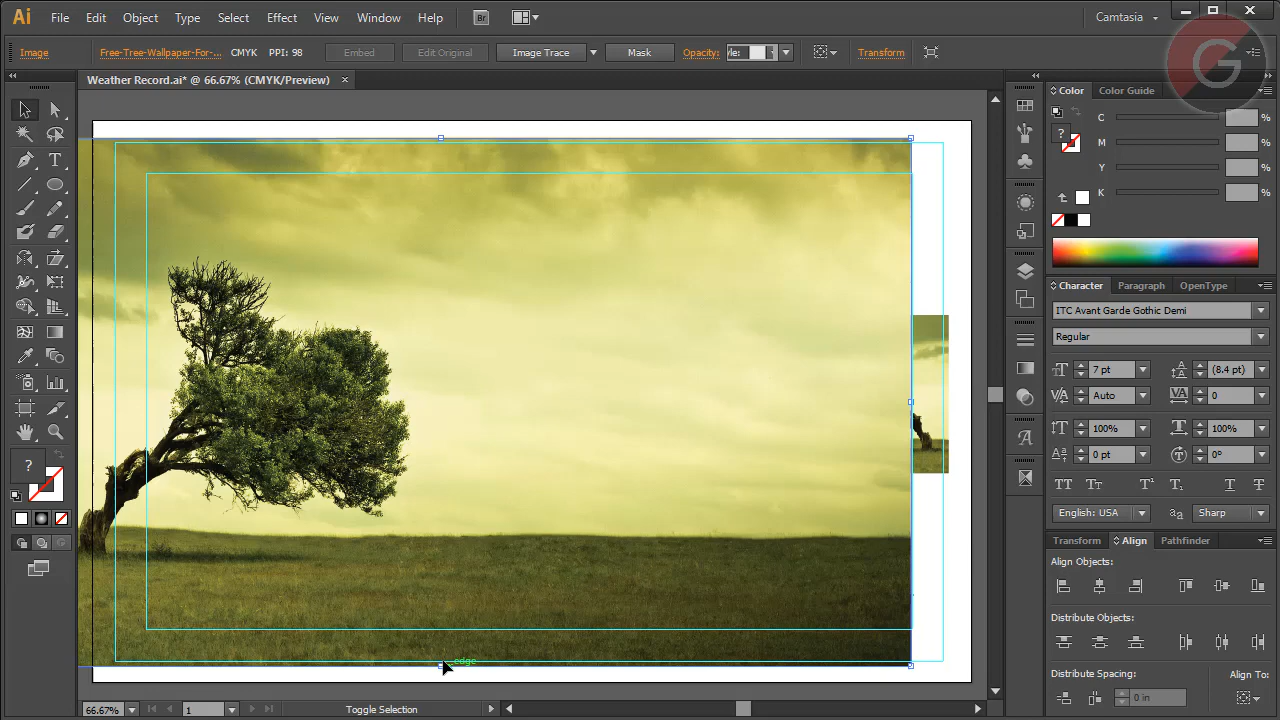 Ai File Edit Object Type Select Effect View Window Help Br Camtasia
Image Free-Tree-Wallpaper-For-... CMYK PPI: 98 Embed Edit Original Image Trace Mask Opacity: Transform
Weather Record.ai* @ 66.67% (CMYK/Preview)
Color Color Guide
C %
M %
Y %
K %
Character Paragraph OpenType
ITC Avant Garde Gothic Demi
Regular
7 pt (8.4 pt)
Auto 0
100% 100%
0 pt 0°
English: USA Sharp
Transform Align Pathfinder
Align Objects:
Distribute Objects:
edge
Distribute Spacing: Align To:
0 in
66.67% 1 Toggle Selection